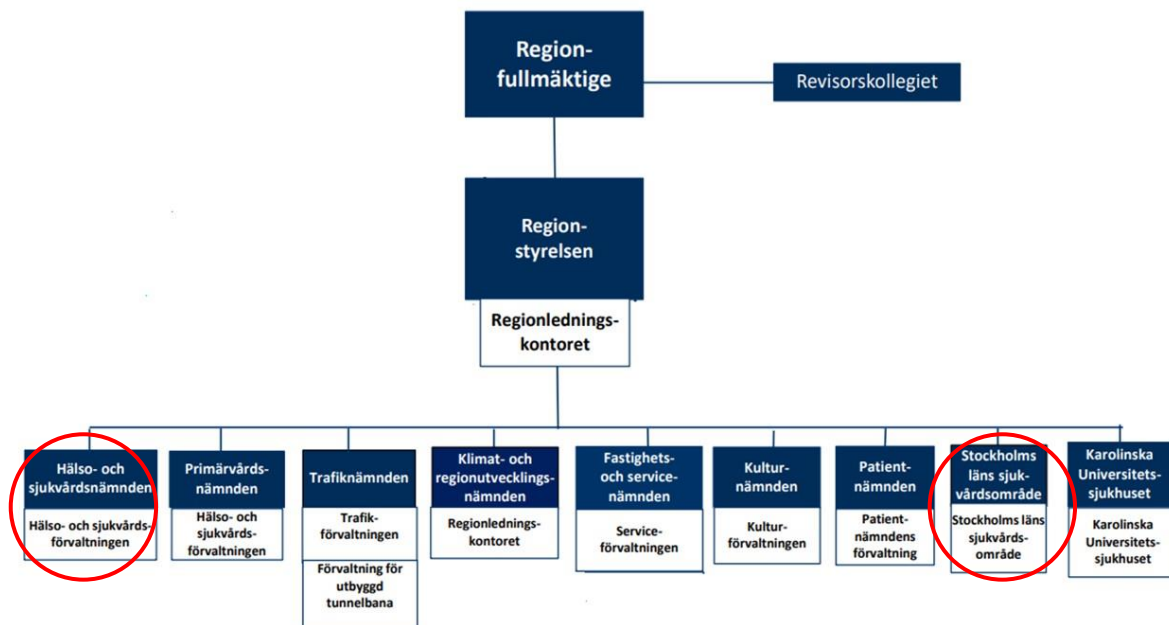 Region-
fullmäktige
Revisorskollegiet
Region-
styrelsen
Regionlednings-
kontoret
Hälso- och
sjukvårdsnämnden
Hälso- och sjukvårds-
förvaltningen
Primärvårds-
nämnden
Hälso- och
sjukvårds-
förvaltningen
Trafiknämnden
Trafik-
förvaltningen
Förvaltning för
utbyggd
tunnelbana
Klimat- och
regionutvecklings-
nämnden
Regionlednings-
kontoret
Fastighets-
och service-
nämnden
Service-
förvaltningen
Kultur-
nämnden
Kultur-
förvaltningen
Patient-
nämnden
Patient-
nämndens
förvaltning
Stockholms
läns sjuk-
vårdsområde
Stockholms läns
sjukvårds-
område
Karolinska
Universitets-
sjukhuset
Karolinska
Universitets-
sjukhuset